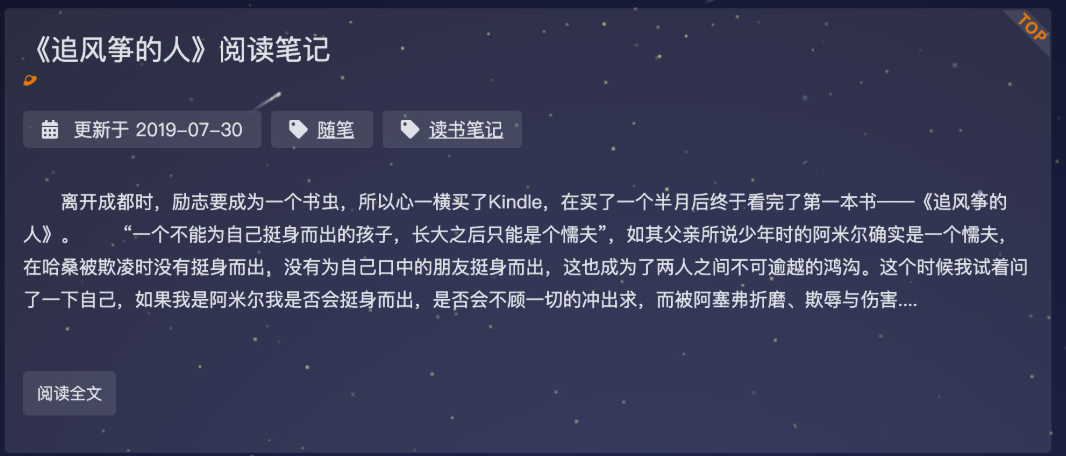 TOP
《追风筝的人》阅读笔记
更新于 2019-07-30 随笔 读书笔记
离开成都时，励志要成为一个书虫，所以心一横买了Kindle，在买了一个半月后终于看完了第一本书——《追风筝的
人》。 “一个不能为自己挺身而出的孩子，长大之后只能是个懦夫”，如其父亲所说少年时的阿米尔确实是一个懦夫，
在哈桑被欺凌时没有挺身而出，没有为自己口中的朋友挺身而出，这也成为了两人之间不可逾越的鸿沟。这个时候我试着问
了一下自己，如果我是阿米尔我是否会挺身而出，是否会不顾一切的冲出求，而被阿塞弗折磨、欺辱与伤害....
阅读全文